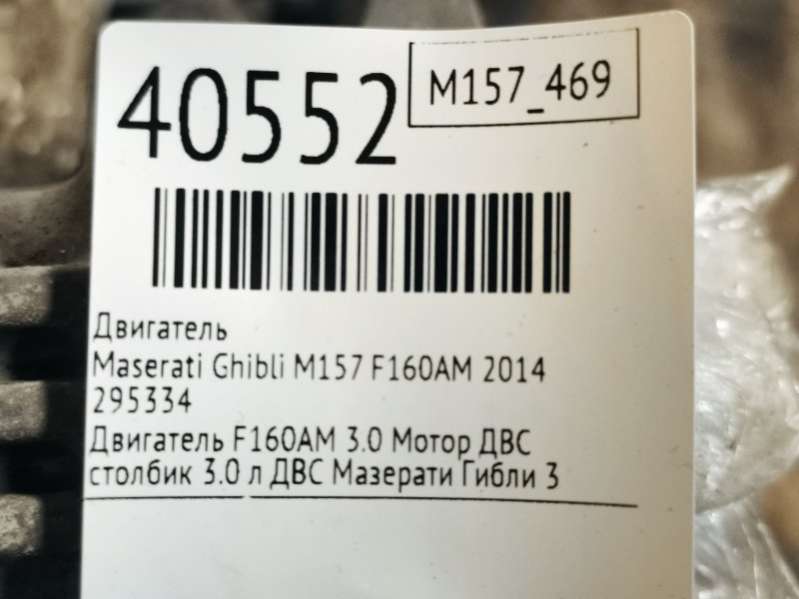 40552
M157_469
Двигатель
Maserati Ghibli M157 F160AM 2014
295334
Двигатель F160AM 3.0 Мотор ДВС
столбик 3.0 л ДВС Мазерати Гибли 3